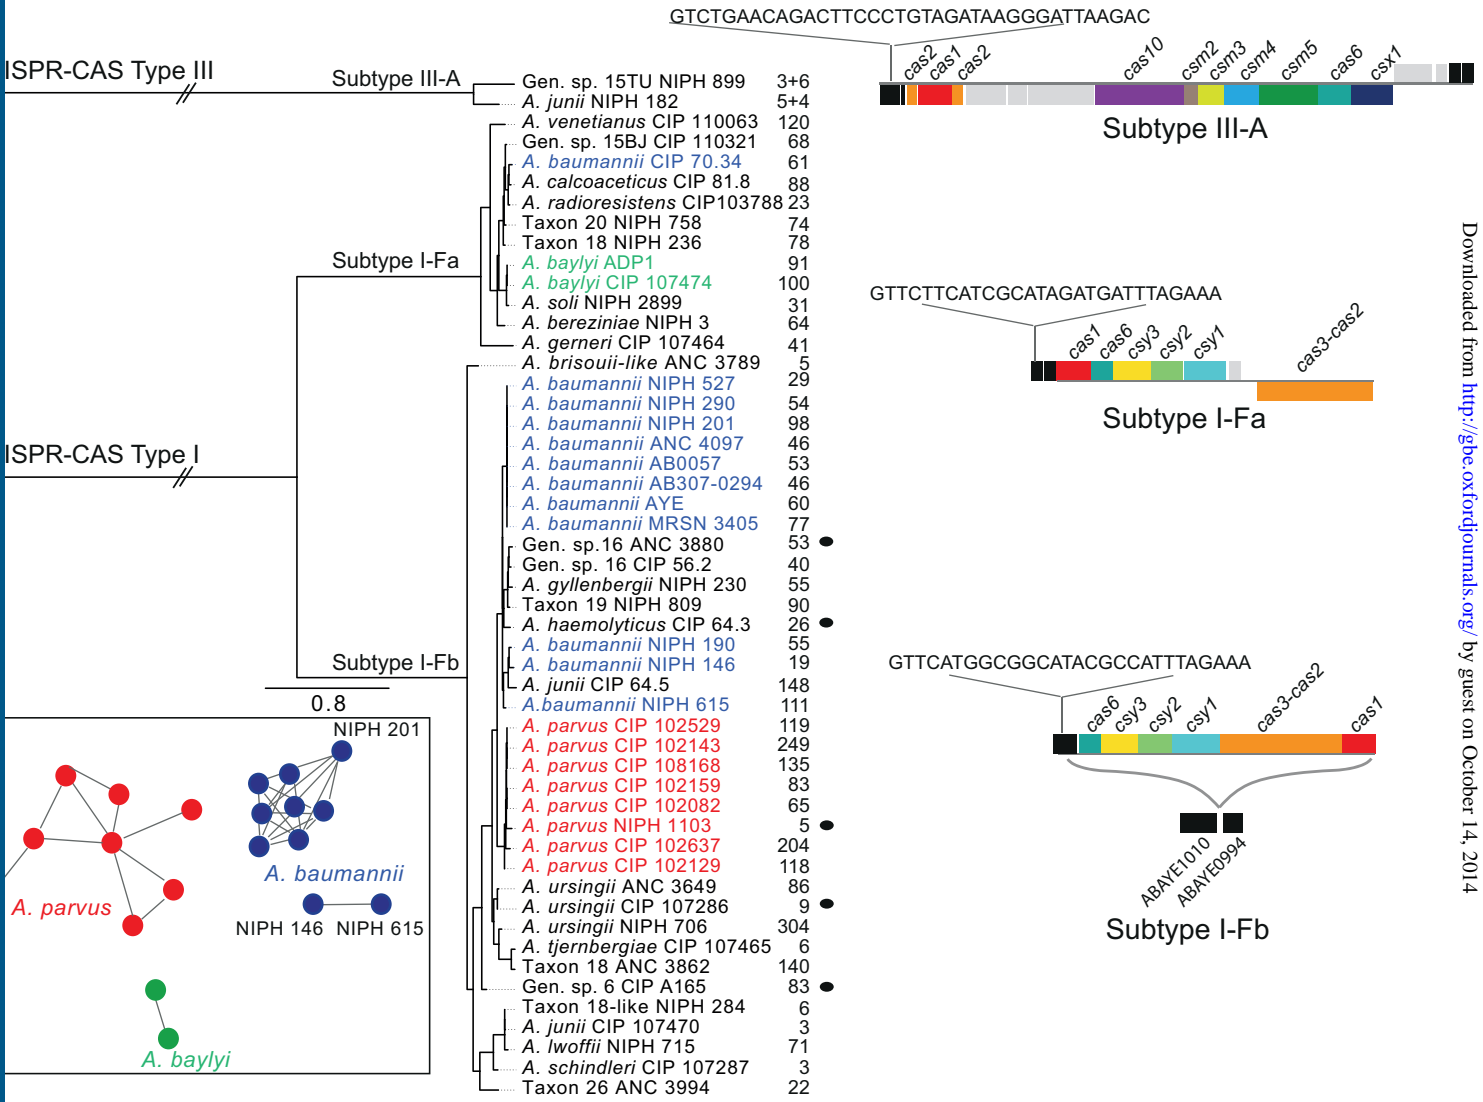 GTCTGAACAGACTTCCCTGTAGATAAGGGATTAAGAC
ISPR-CAS Type III
Subtype III-A
Gen. sp. 15TU NIPH 899 3+6
A. junii NIPH 182 5+4
A. venetianus CIP 110063 120
Gen. sp. 15BJ CIP 110321 68
A. baumannii CIP 70.34 61
A. calcoaceticus CIP 81.8 88
A. radioresistens CIP103788 23
Taxon 20 NIPH 758 74
Taxon 18 NIPH 236 78
Subtype I-Fa
A. baylyi ADP1 91
A. baylyi CIP 107474 100
A. soli NIPH 2899 31
A. bereziniae NIPH 3 64
A. gerneri CIP 107464 41
A. brisouii-like ANC 3789 5
A. baumannii NIPH 527 29
A. baumannii NIPH 290 54
A. baumannii NIPH 201 98
A. baumannii ANC 4097 46
ISPR-CAS Type I
A. baumannii AB0057 53
A. baumannii AB307-0294 46
A. baumannii AYE 60
A. baumannii MRSN 3405 77
Gen. sp.16 ANC 3880 53
Gen. sp. 16 CIP 56.2 40
A. gyllenbergii NIPH 230 55
Taxon 19 NIPH 809 90
A. haemolyticus CIP 64.3 26
A. baumannii NIPH 190 55
Subtype I-Fb
A. baumannii NIPH 146 19
A. junii CIP 64.5 148
A.baumannii NIPH 615 111
A. parvus CIP 102529 119
A. parvus CIP 102143 249
A. parvus CIP 108168 135
A. parvus CIP 102159 83
A. parvus CIP 102082 65
A. parvus NIPH 1103 5
A. parvus CIP 102637 204
A. parvus CIP 102129 118
A. ursingii ANC 3649 86
A. ursingii CIP 107286 9
A. ursingii NIPH 706 304
A. tjernbergiae CIP 107465 6
Taxon 18 ANC 3862 140
Gen. sp. 6 CIP A165 83
Taxon 18-like NIPH 284 6
A. junii CIP 107470 3
A. lwoffii NIPH 715 71
A. schindleri CIP 107287 3
Taxon 26 ANC 3994 22
0.8
NIPH 201
A. baumannii
A. parvus
NIPH 146 NIPH 615
A. baylyi
cas2 cas1 cas2 cas10 csm2 csm3 csm4 csm5 cas6 csx1
Subtype III-A
GTTCTTCATCGCATAGATGATTTAGAAA
cas1 cas6 csy3 csy2 csy1 cas3-cas2
Subtype I-Fa
GTTCATGGCGGCATACGCCATTTAGAAA
cas6 csy3 csy2 csy1 cas3-cas2 cas1
ABAYE1010 ABAYE0994
Subtype I-Fb
Downloaded from http://gbe.oxfordjournals.org/ by guest on October 14, 2014